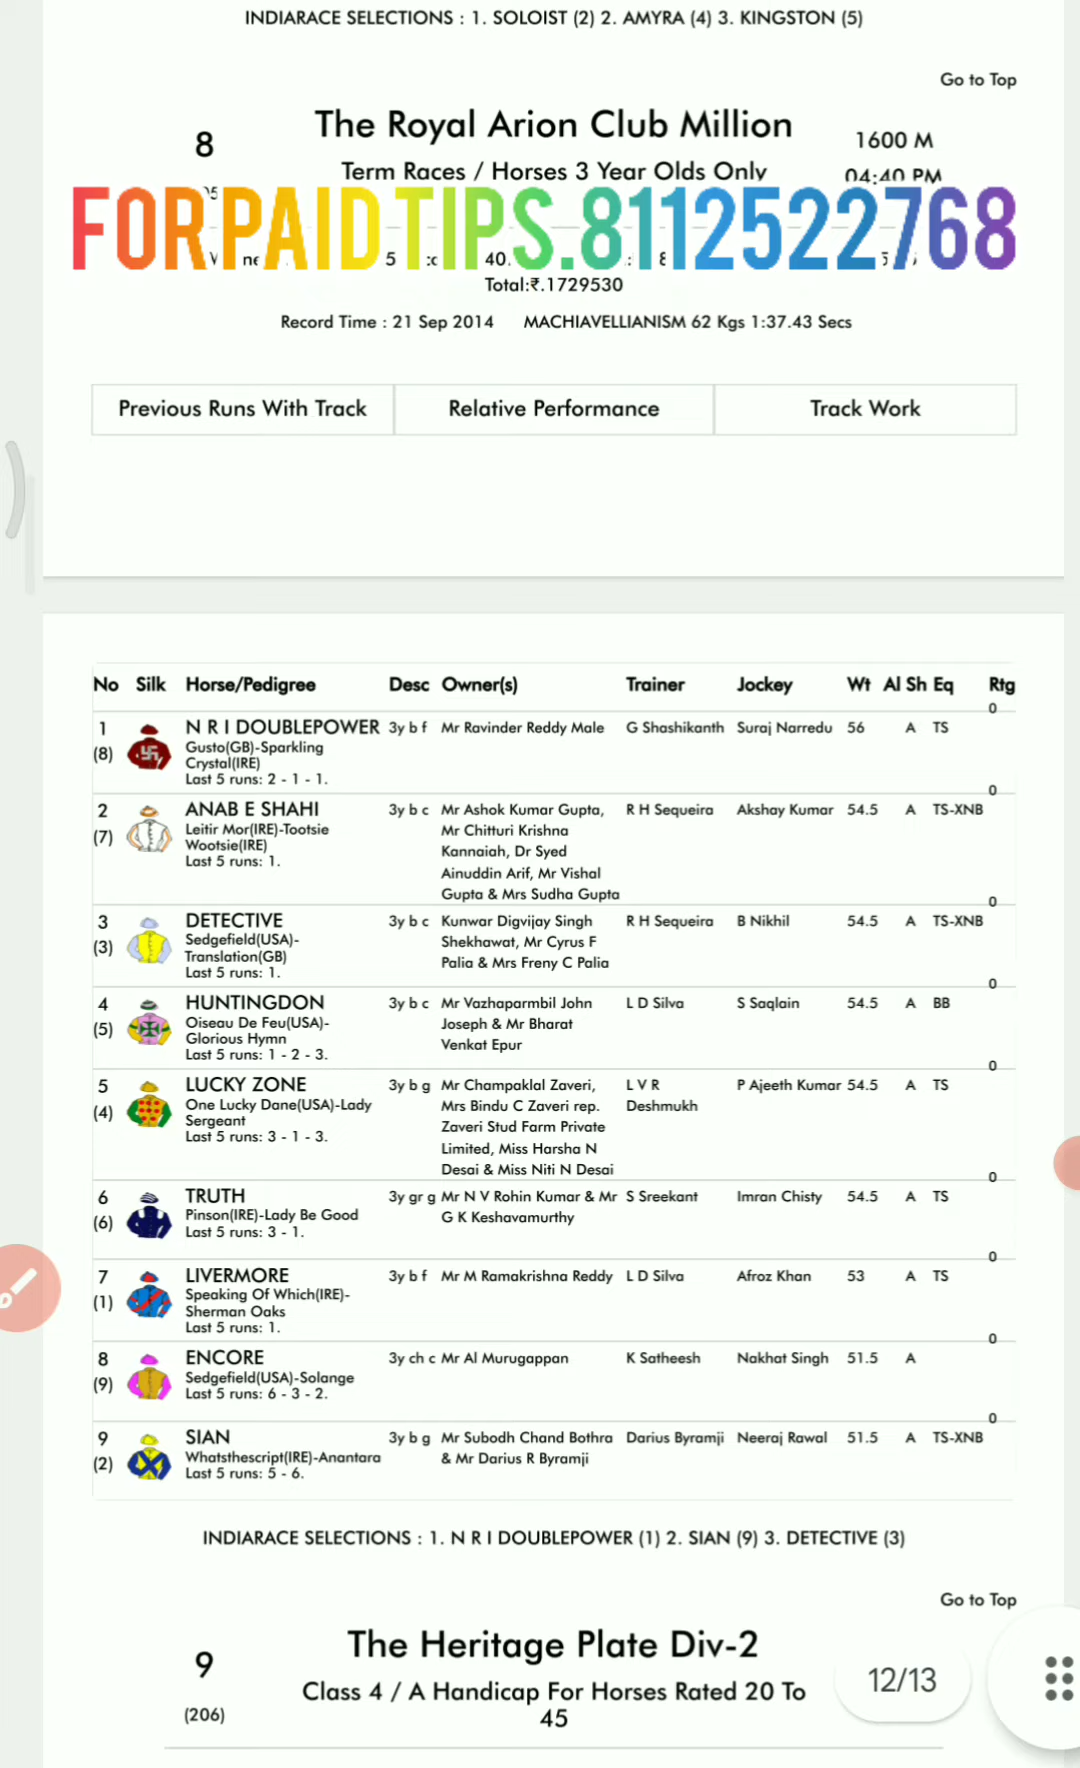 INDIARACE SELECTIONS : 1. SOLOIST (2) 2. AMYRA (4) 3. KINGSTON (5)
Go to Top
8
The Royal Arion Club Million
1600 M
Term Races / Horses 3 Year Olds Only
04:40 PM
FOR PAID TIPS.8112522768
Total:₹.1729530
Record Time : 21 Sep 2014 MACHIAVELLIANISM 62 Kgs 1:37.43 Secs
Previous Runs With Track Relative Performance Track Work
No Silk Horse/Pedigree Desc Owner(s) Trainer Jockey Wt Al Sh Eq Rtg
0
1 N R I DOUBLEPOWER 3y b f Mr Ravinder Reddy Male G Shashikanth Suraj Narredu 56 A TS
(8) Gusto(GB)-Sparkling
Crystal(IRE)
Last 5 runs: 2 - 1 - 1.
0
2 ANAB E SHAHI 3y b c Mr Ashok Kumar Gupta, R H Sequeira Akshay Kumar 54.5 A TS-XNB
(7) Leitir Mor(IRE)-Tootsie Mr Chitturi Krishna
Wootsie(IRE) Kannaiah, Dr Syed
Last 5 runs: 1. Ainuddin Arif, Mr Vishal
Gupta & Mrs Sudha Gupta
0
3 DETECTIVE 3y b c Kunwar Digvijay Singh R H Sequeira B Nikhil 54.5 A TS-XNB
(3) Sedgefield(USA)- Shekhawat, Mr Cyrus F
Translation(GB) Palia & Mrs Freny C Palia
Last 5 runs: 1.
0
4 HUNTINGDON 3y b c Mr Vazhaparmbil John L D Silva S Saqlain 54.5 A BB
(5) Oiseau De Feu(USA)- Joseph & Mr Bharat
Glorious Hymn Venkat Epur
Last 5 runs: 1 - 2 - 3.
0
5 LUCKY ZONE 3y b g Mr Champaklal Zaveri, L V R P Ajeeth Kumar 54.5 A TS
(4) One Lucky Dane(USA)-Lady Mrs Bindu C Zaveri rep. Deshmukh
Sergeant Zaveri Stud Farm Private
Last 5 runs: 3 - 1 - 3. Limited, Miss Harsha N
Desai & Miss Niti N Desai
0
6 TRUTH 3y gr g Mr N V Rohin Kumar & Mr S Sreekant Imran Chisty 54.5 A TS
(6) Pinson(IRE)-Lady Be Good G K Keshavamurthy
Last 5 runs: 3 - 1.
0
7 LIVERMORE 3y b f Mr M Ramakrishna Reddy L D Silva Afroz Khan 53 A TS
(1) Speaking Of Which(IRE)-
Sherman Oaks
Last 5 runs: 1.
0
8 ENCORE 3y ch c Mr Al Murugappan K Satheesh Nakhat Singh 51.5 A
(9) Sedgefield(USA)-Solange
Last 5 runs: 6 - 3 - 2.
0
9 SIAN 3y b g Mr Subodh Chand Bothra Darius Byramji Neeraj Rawal 51.5 A TS-XNB
(2) Whatsthescript(IRE)-Anantara & Mr Darius R Byramji
Last 5 runs: 5 - 6.
INDIARACE SELECTIONS : 1. N R I DOUBLEPOWER (1) 2. SIAN (9) 3. DETECTIVE (3)
Go to Top
9
The Heritage Plate Div-2
(206)
Class 4 / A Handicap For Horses Rated 20 To
45
12/13